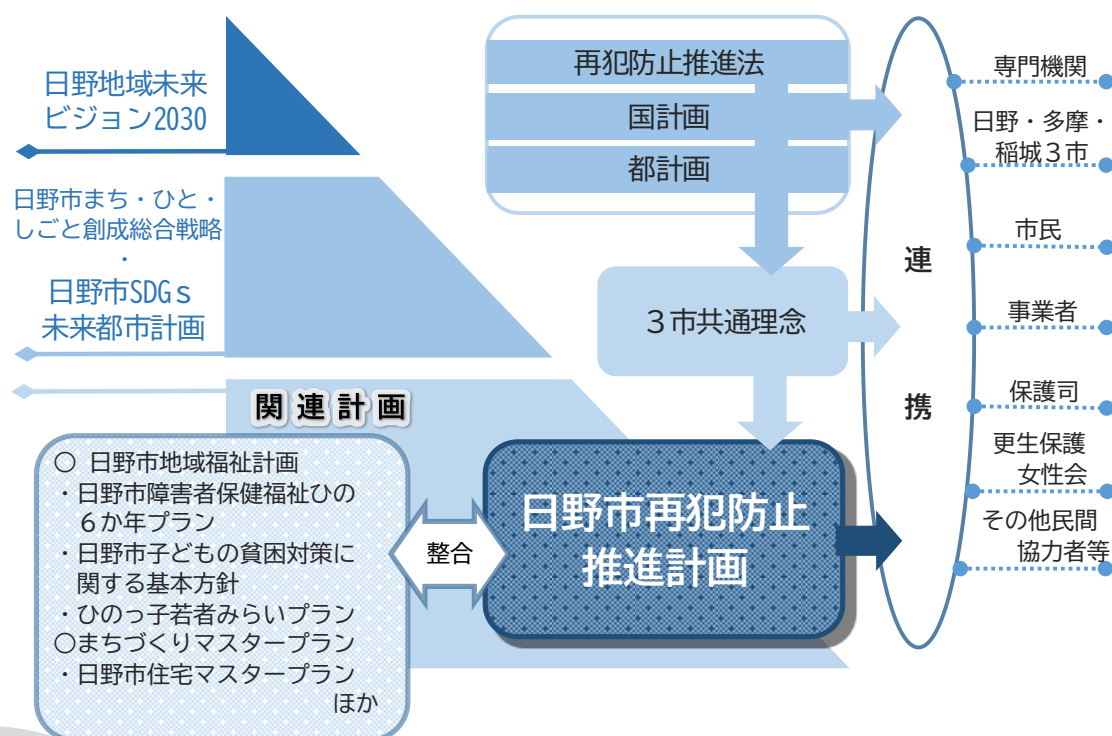 日野地域未来
ビジョン2030
日野市まち・ひと・
しごと創成総合戦略
・
日野市SDGｓ
未来都市計画
再犯防止推進法
国計画
都計画
３市共通理念
関連計画
○ 日野市地域福祉計画
・日野市障害者保健福祉ひの
６か年プラン
・日野市子どもの貧困対策に
関する基本方針
・ひのっ子若者みらいプラン
○まちづくりマスタープラン
・日野市住宅マスタープラン
ほか
整合
日野市再犯防止
推進計画
連
携
専門機関
日野・多摩・
稲城３市
市民
事業者
保護司
更生保護
女性会
その他民間
協力者等